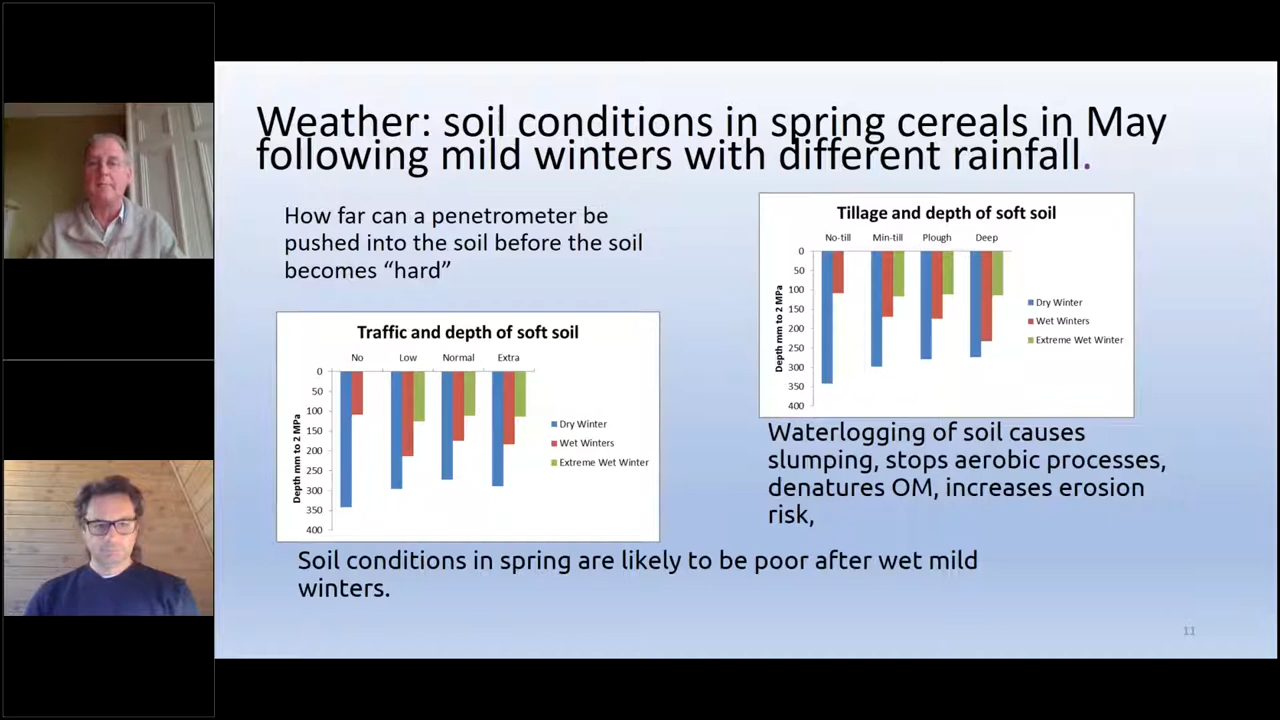 Weather: soil conditions in spring cereals in May
following mild winters with different rainfall.
How far can a penetrometer be
pushed into the soil before the soil
becomes “hard”
Traffic and depth of soft soil
No Low Normal Extra
Depth mm to 2 MPa
0
50
100
150
200
250
300
350
400
Dry Winter
Wet Winters
Extreme Wet Winter
Tillage and depth of soft soil
No-till Min-till Plough Deep
Depth mm to 2 MPa
0
50
100
150
200
250
300
350
400
Dry Winter
Wet Winters
Extreme Wet Winter
Waterlogging of soil causes
slumping, stops aerobic processes,
denatures OM, increases erosion
risk,
Soil conditions in spring are likely to be poor after wet mild
winters.
11